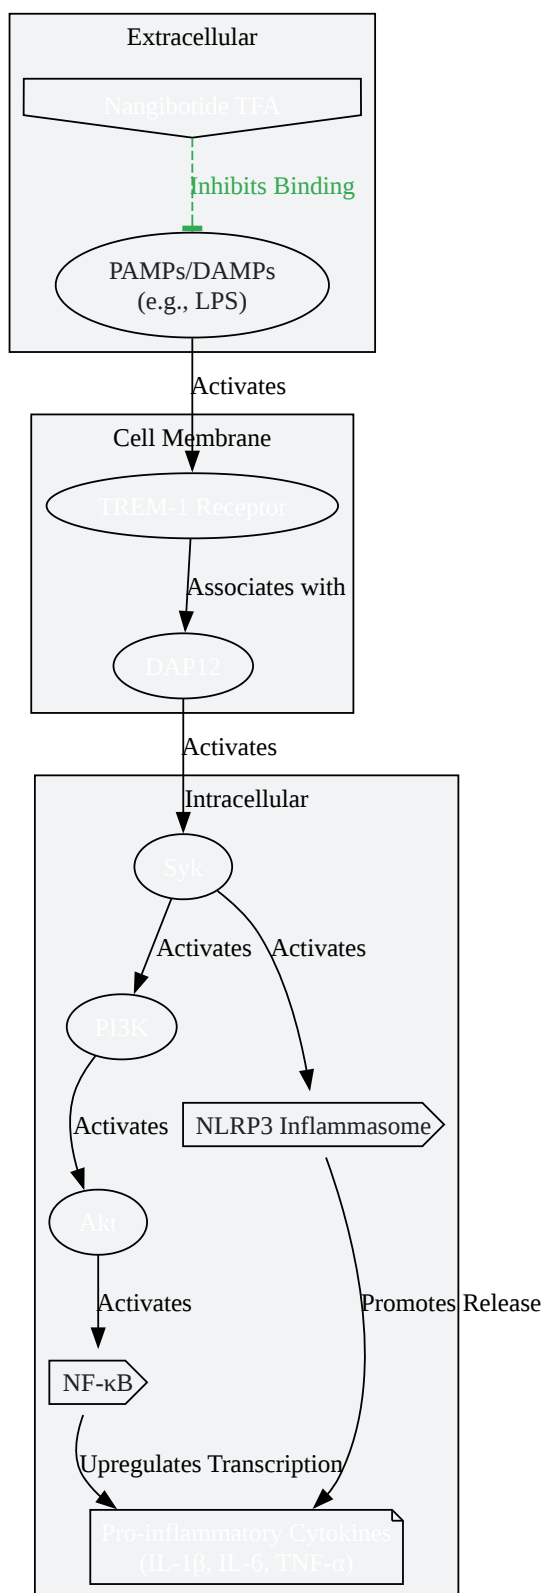 Extracellular
Nangibotide TFA
Inhibits Binding
PAMPs/DAMPs
(e.g., LPS)
Activates
Cell Membrane
TREM-1 Receptor
Associates with
DAP12
Activates
Intracellular
Syk
Activates
Activates
PI3K
Activates
NLRP3 Inflammasome
Akt
Activates
Promotes Release
NF-κB
Upregulates Transcription
Pro-inflammatory Cytokines
(IL-1β, IL-6, TNF-α)